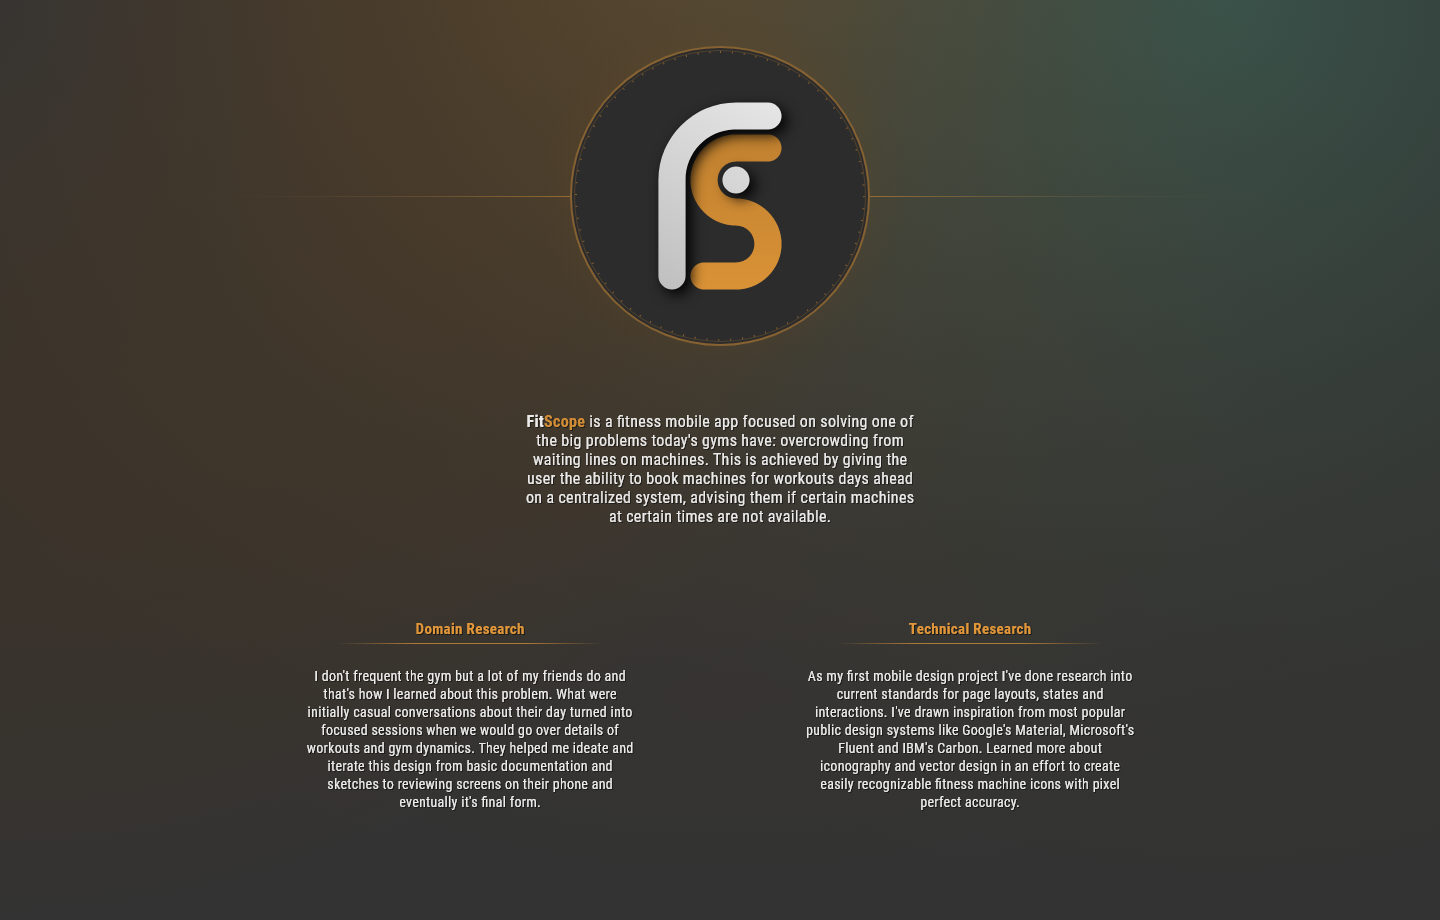 FitScope is a fitness mobile app focused on solving one of
the big problems today's gyms have: overcrowding from
waiting lines on machines. This is achieved by giving the
user the ability to book machines for workouts days ahead
on a centralized system, advising them if certain machines
at certain times are not available.
Domain Research
I don't frequent the gym but a lot of my friends do and
that's how I learned about this problem. What were
initially casual conversations about their day turned into
focused sessions when we would go over details of
workouts and gym dynamics. They helped me ideate and
iterate this design from basic documentation and
sketches to reviewing screens on their phone and
eventually it's final form.
Technical Research
As my first mobile design project I've done research into
current standards for page layouts, states and
interactions. I've drawn inspiration from most popular
public design systems like Google's Material, Microsoft's
Fluent and IBM's Carbon. Learned more about
iconography and vector design in an effort to create
easily recognizable fitness machine icons with pixel
perfect accuracy.